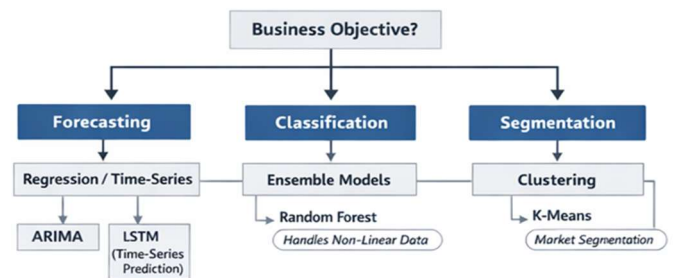 Business Objective?
Forecasting
Classification
Segmentation
Regression / Time-Series
Ensemble Models
Clustering
ARIMA
LSTM
(Time-Series
Prediction)
Random Forest
Handles Non-Linear Data
K-Means
Market Segmentation